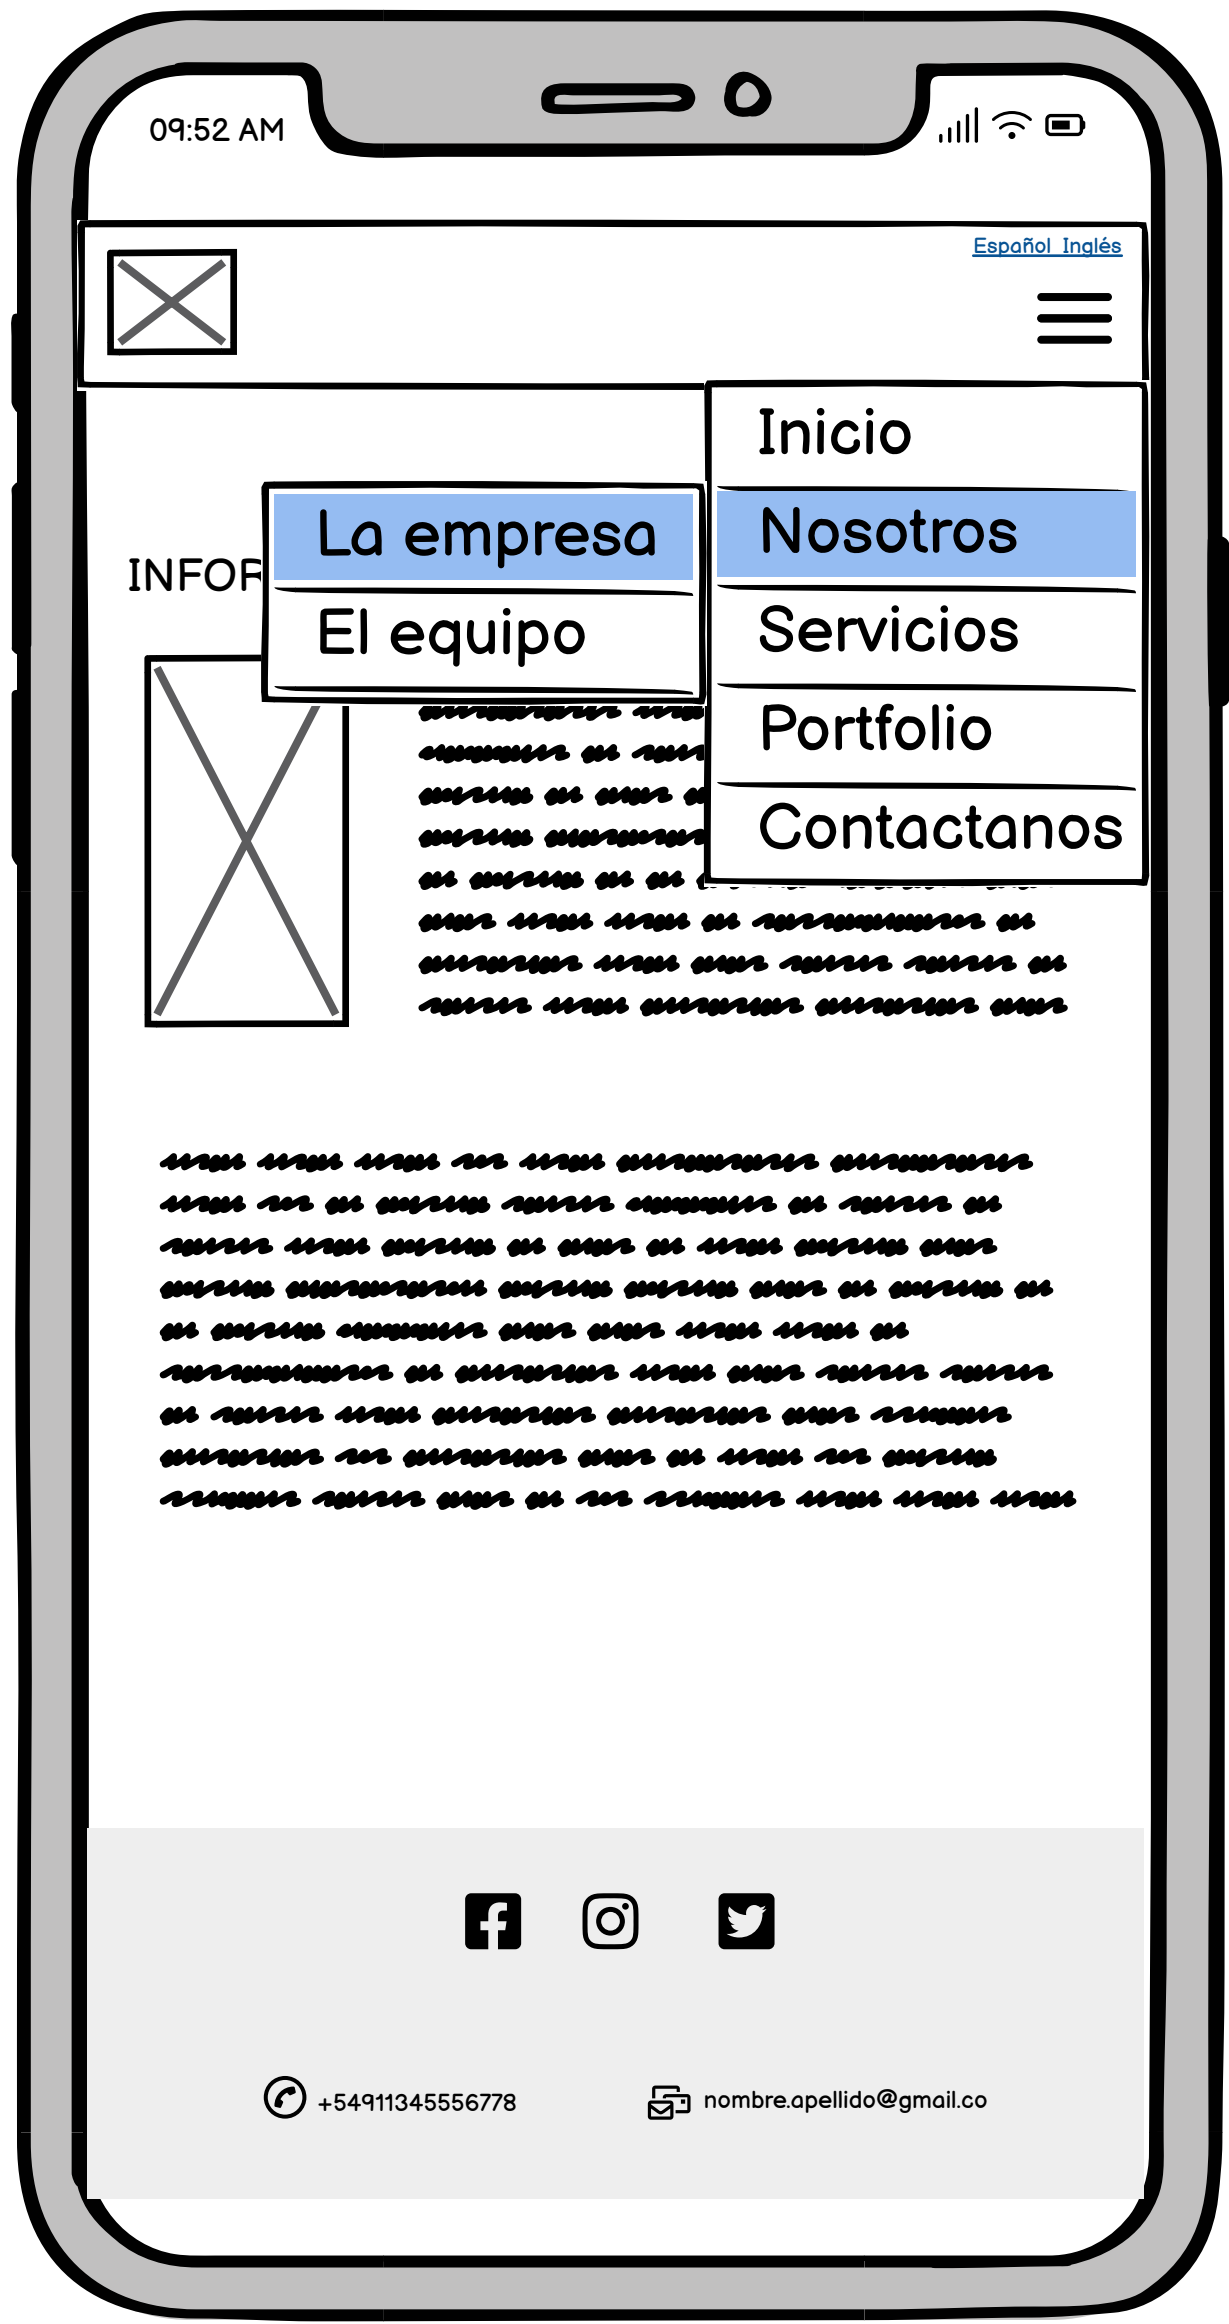 09:52 AM
Español Inglés
Inicio
Nosotros
La empresa
El equipo
Servicios
Portfolio
Contactanos
+54911345556778
nombre.apellido@gmail.co